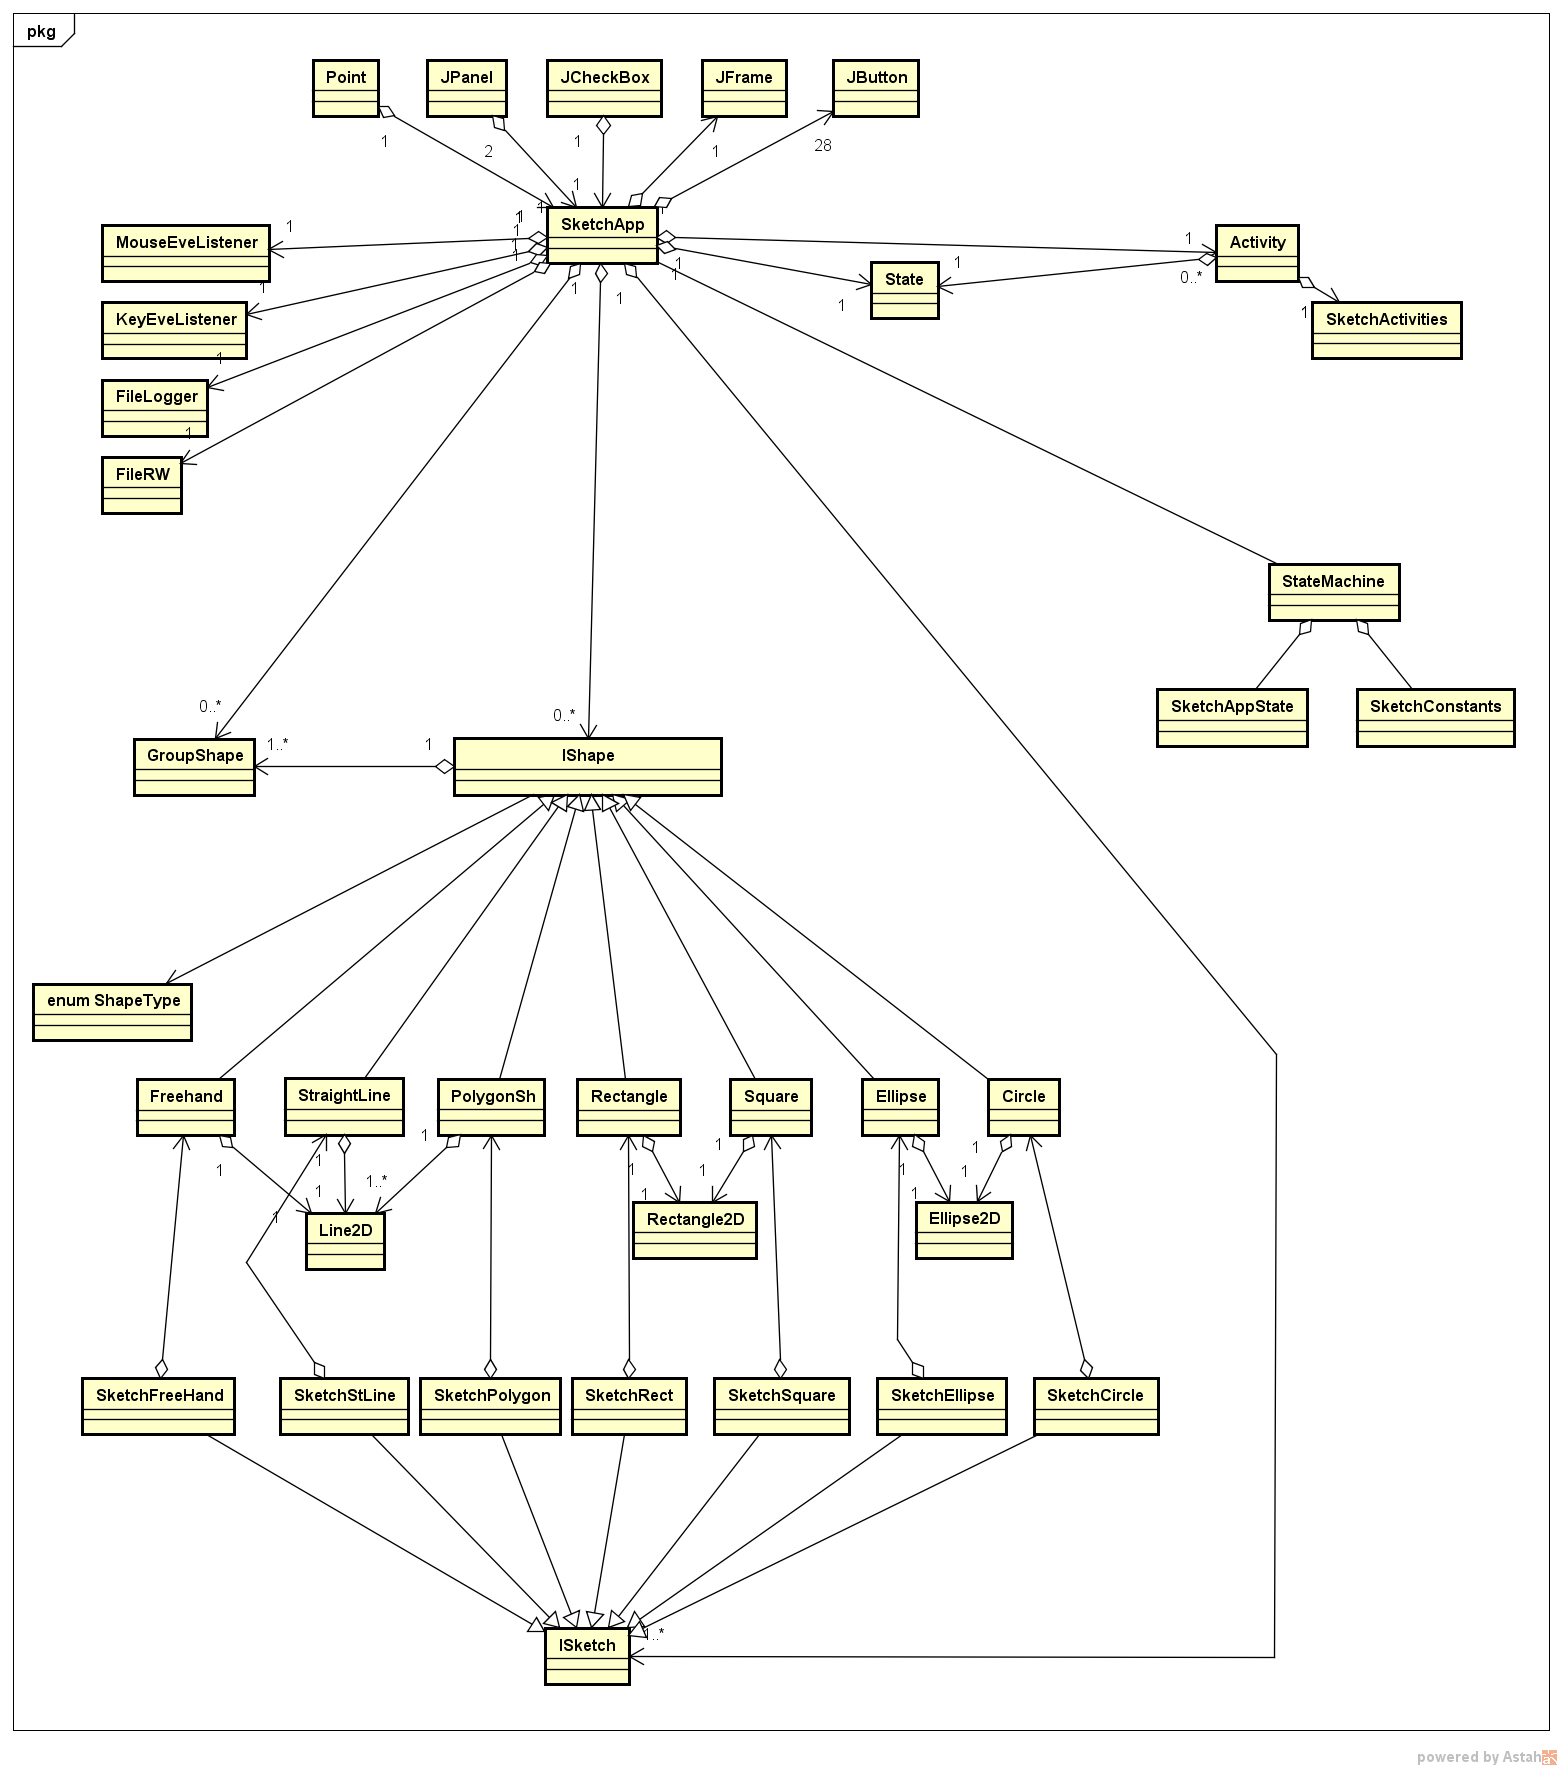 pkg
Point
JPanel
JCheckBox
JFrame
JButton
1
2
1
1
28
1
1
1
1
1
1
1
SketchApp
MouseEveListener
1
1
Activity
KeyEveListener
1
State
1
1
1
0..*
1
SketchActivities
1
1
1
FileLogger
1
FileRW
1
StateMachine
SketchAppState
SketchConstants
0..*
0..*
GroupShape
1..*
1
IShape
enum ShapeType
Freehand
StraightLine
PolygonSh
Rectangle
Square
Ellipse
Circle
1
1
1
1..*
1
1
1
1
1
1
1
1
1
1
Line2D
Rectangle2D
Ellipse2D
SketchFreeHand
SketchStLine
SketchPolygon
SketchRect
SketchSquare
SketchEllipse
SketchCircle
ISketch
1..*
powered by Astah